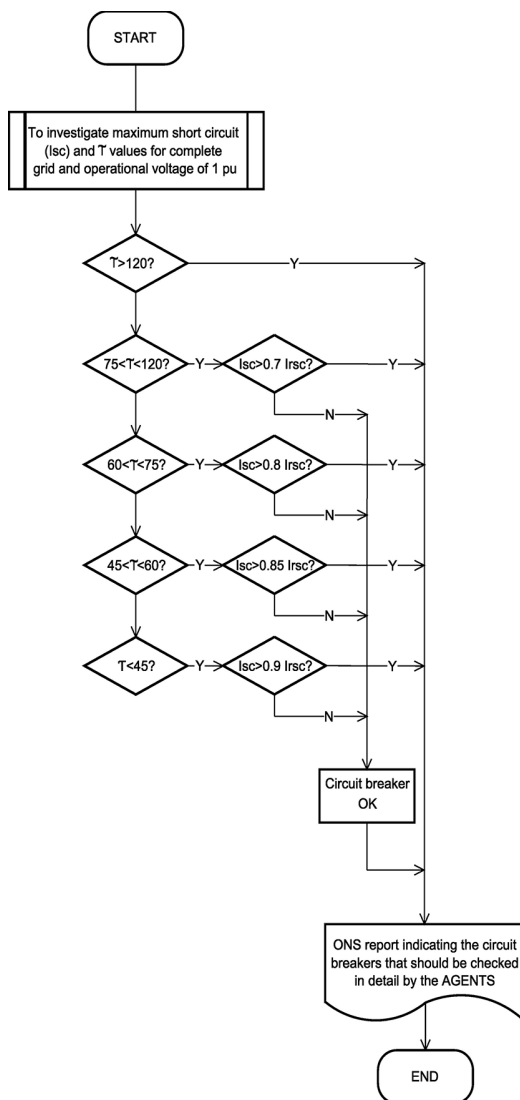 START
To investigate maximum short circuit
(Isc) and Ƭ values for complete
grid and operational voltage of 1 pu
Ƭ>120?
Y
75<Ƭ<120?
Y
Isc>0.7 Irsc?
Y
N
60<Ƭ<75?
Y
Isc>0.8 Irsc?
Y
N
45<Ƭ<60?
Y
Isc>0.85 Irsc?
Y
N
Ƭ<45?
Y
Isc>0.9 Irsc?
Y
N
Circuit breaker
OK
ONS report indicating the circuit
breakers that should be checked
in detail by the AGENTS
END